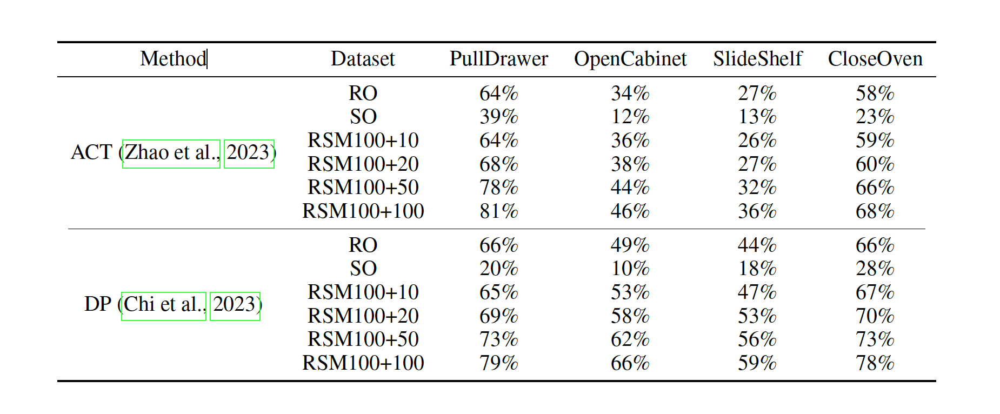 Method Dataset PullDrawer OpenCabinet SlideShelf CloseOven
RO 64% 34% 27% 58%
SO 39% 12% 13% 23%
RSM100+10 64% 36% 26% 59%
ACT (Zhao et al., 2023)
RSM100+20 68% 38% 27% 60%
RSM100+50 78% 44% 32% 66%
RSM100+100 81% 46% 36% 68%
RO 66% 49% 44% 66%
SO 20% 10% 18% 28%
RSM100+10 65% 53% 47% 67%
DP (Chi et al., 2023)
RSM100+20 69% 58% 53% 70%
RSM100+50 73% 62% 56% 73%
RSM100+100 79% 66% 59% 78%